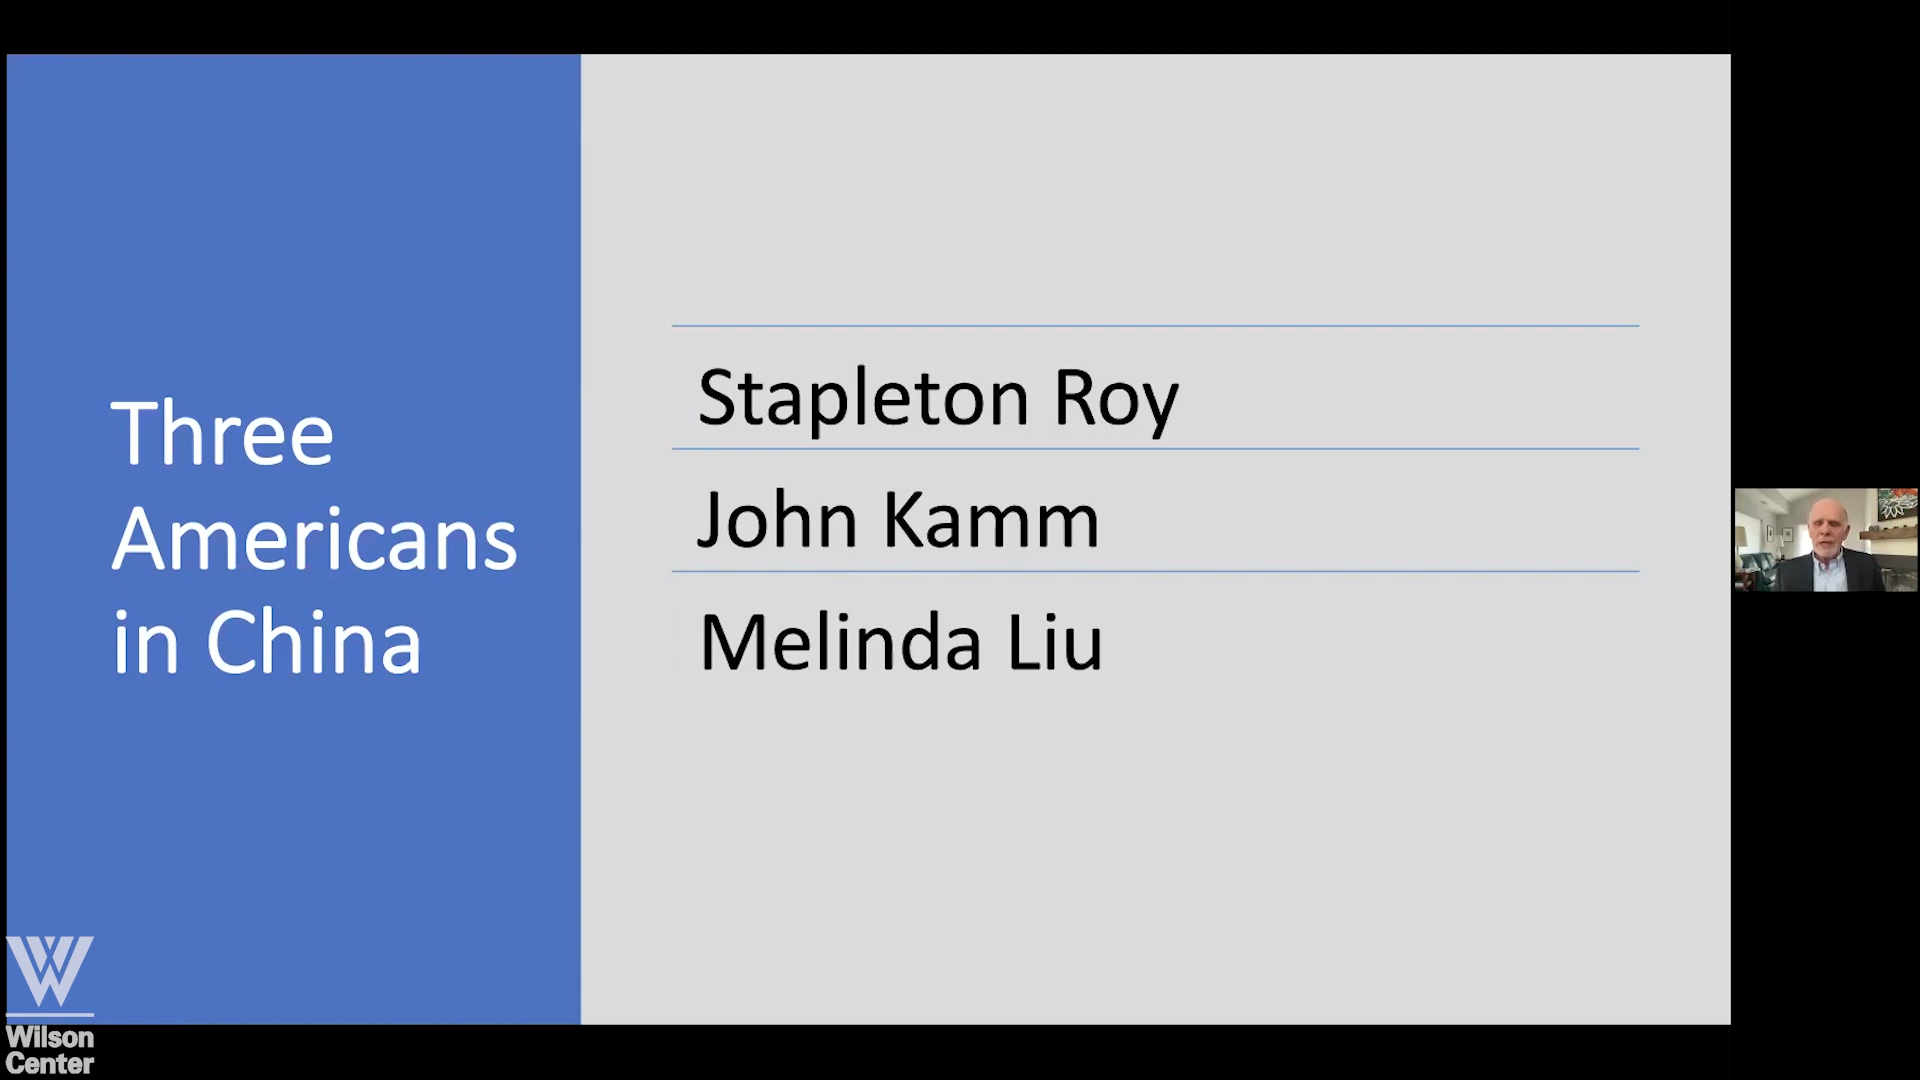 Three
Americans
in China
Stapleton Roy
John Kamm
Melinda Liu
Wilson
Center